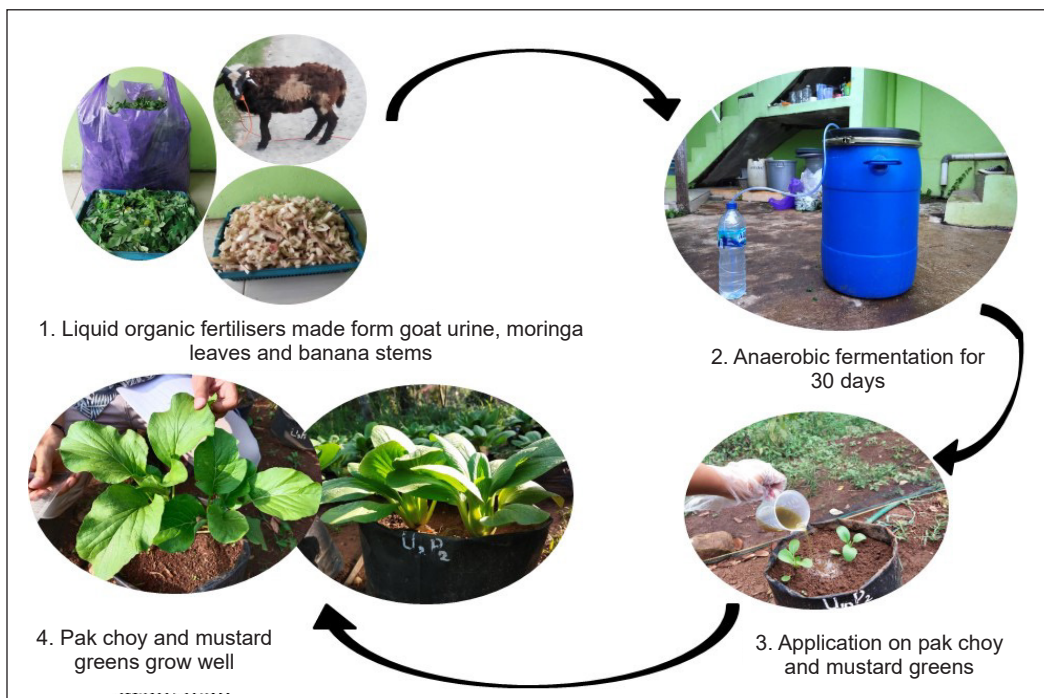 1. Liquid organic fertilisers made form goat urine, moringa
leaves and banana stems
2. Anaerobic fermentation for
30 days
3. Application on pak choy
and mustard greens
4. Pak choy and mustard
greens grow well